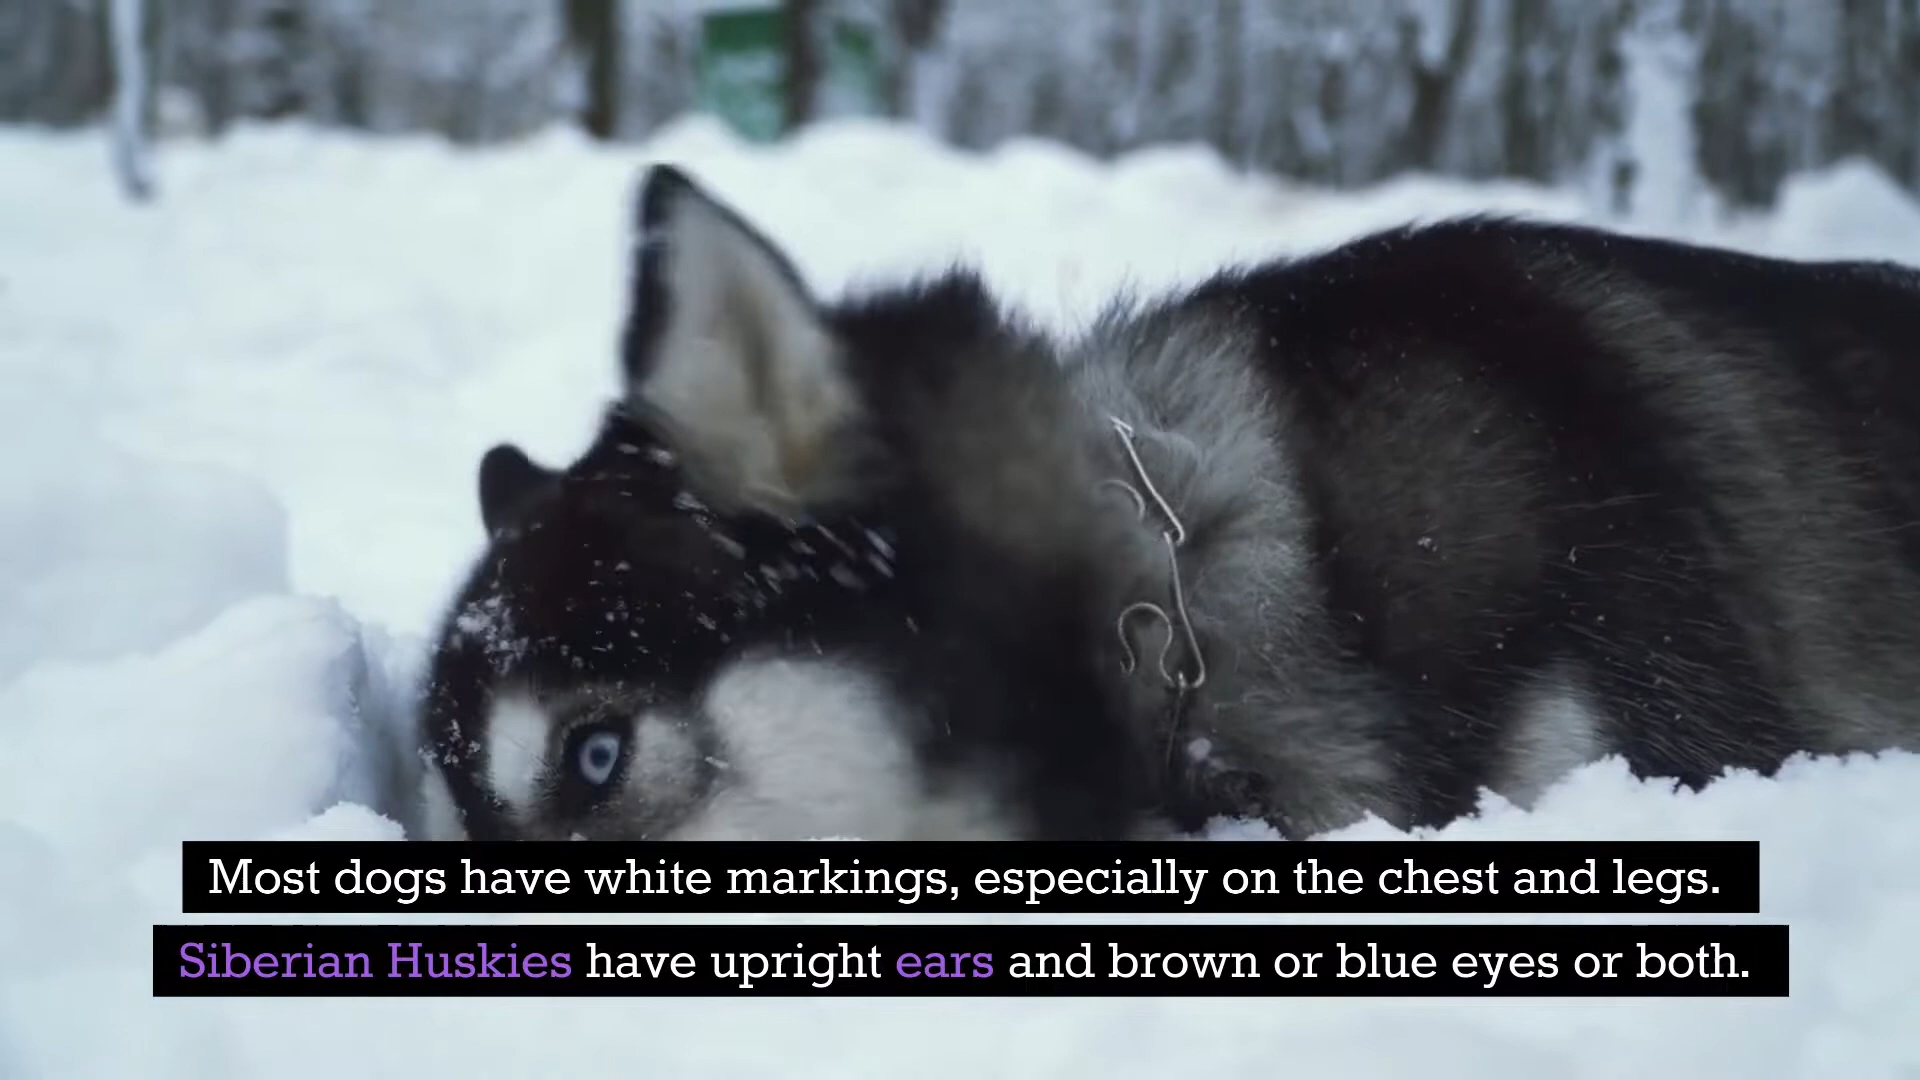 Most dogs have white markings, especially on the chest and legs.
Siberian Huskies have upright ears and brown or blue eyes or both.